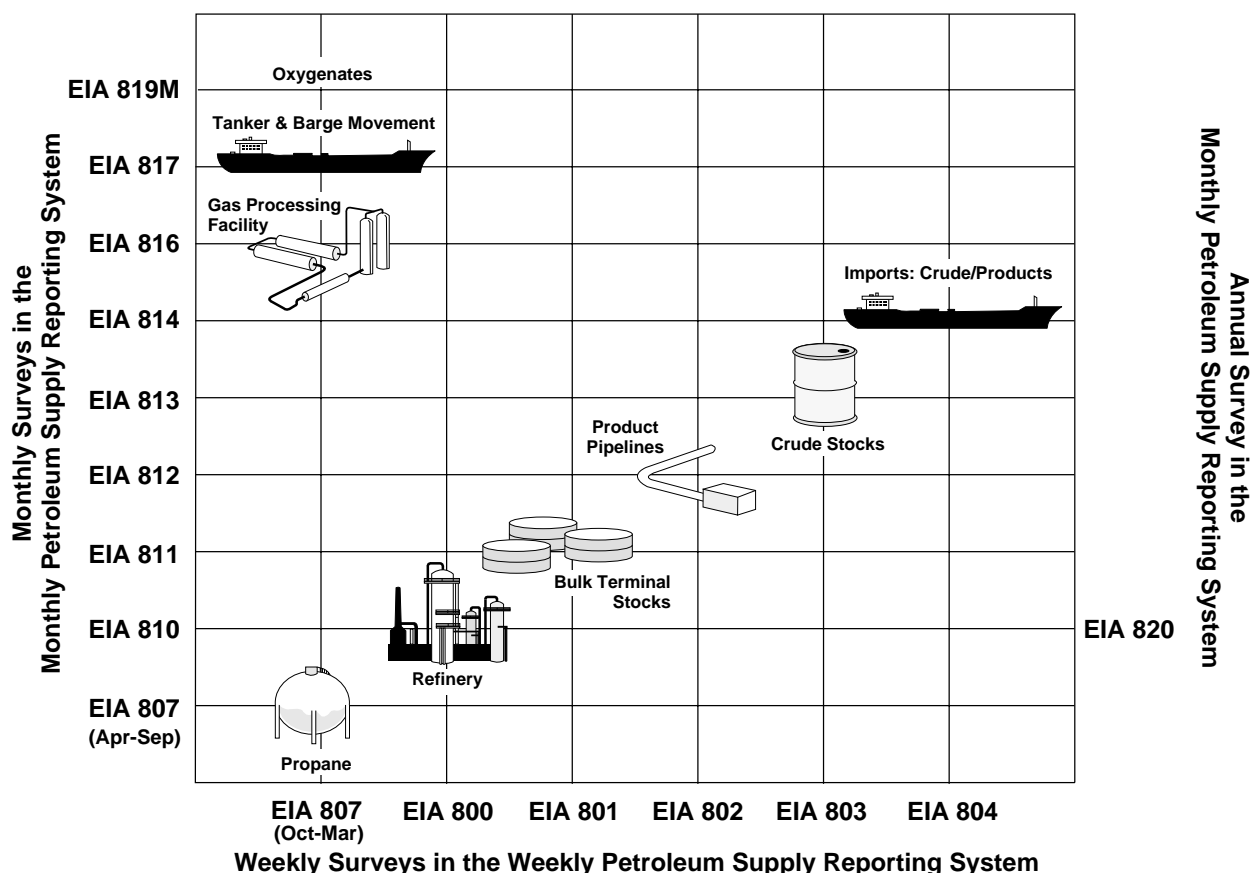 Oxygenates
EIA 819M
Tanker & Barge Movement
EIA 817
Gas Processing
Facility
EIA 816
Imports: Crude/Products
EIA 814
EIA 813
Crude Stocks
Product
Pipelines
EIA 812
EIA 811
Bulk Terminal
Stocks
EIA 810
EIA 820
Refinery
EIA 807
(Apr-Sep)
Propane
Monthly Surveys in the
Monthly Petroleum Supply Reporting System
Annual Survey in the
Monthly Petroleum Supply Reporting System
EIA 807
(Oct-Mar)
EIA 800
EIA 801
EIA 802
EIA 803
EIA 804
Weekly Surveys in the Weekly Petroleum Supply Reporting System